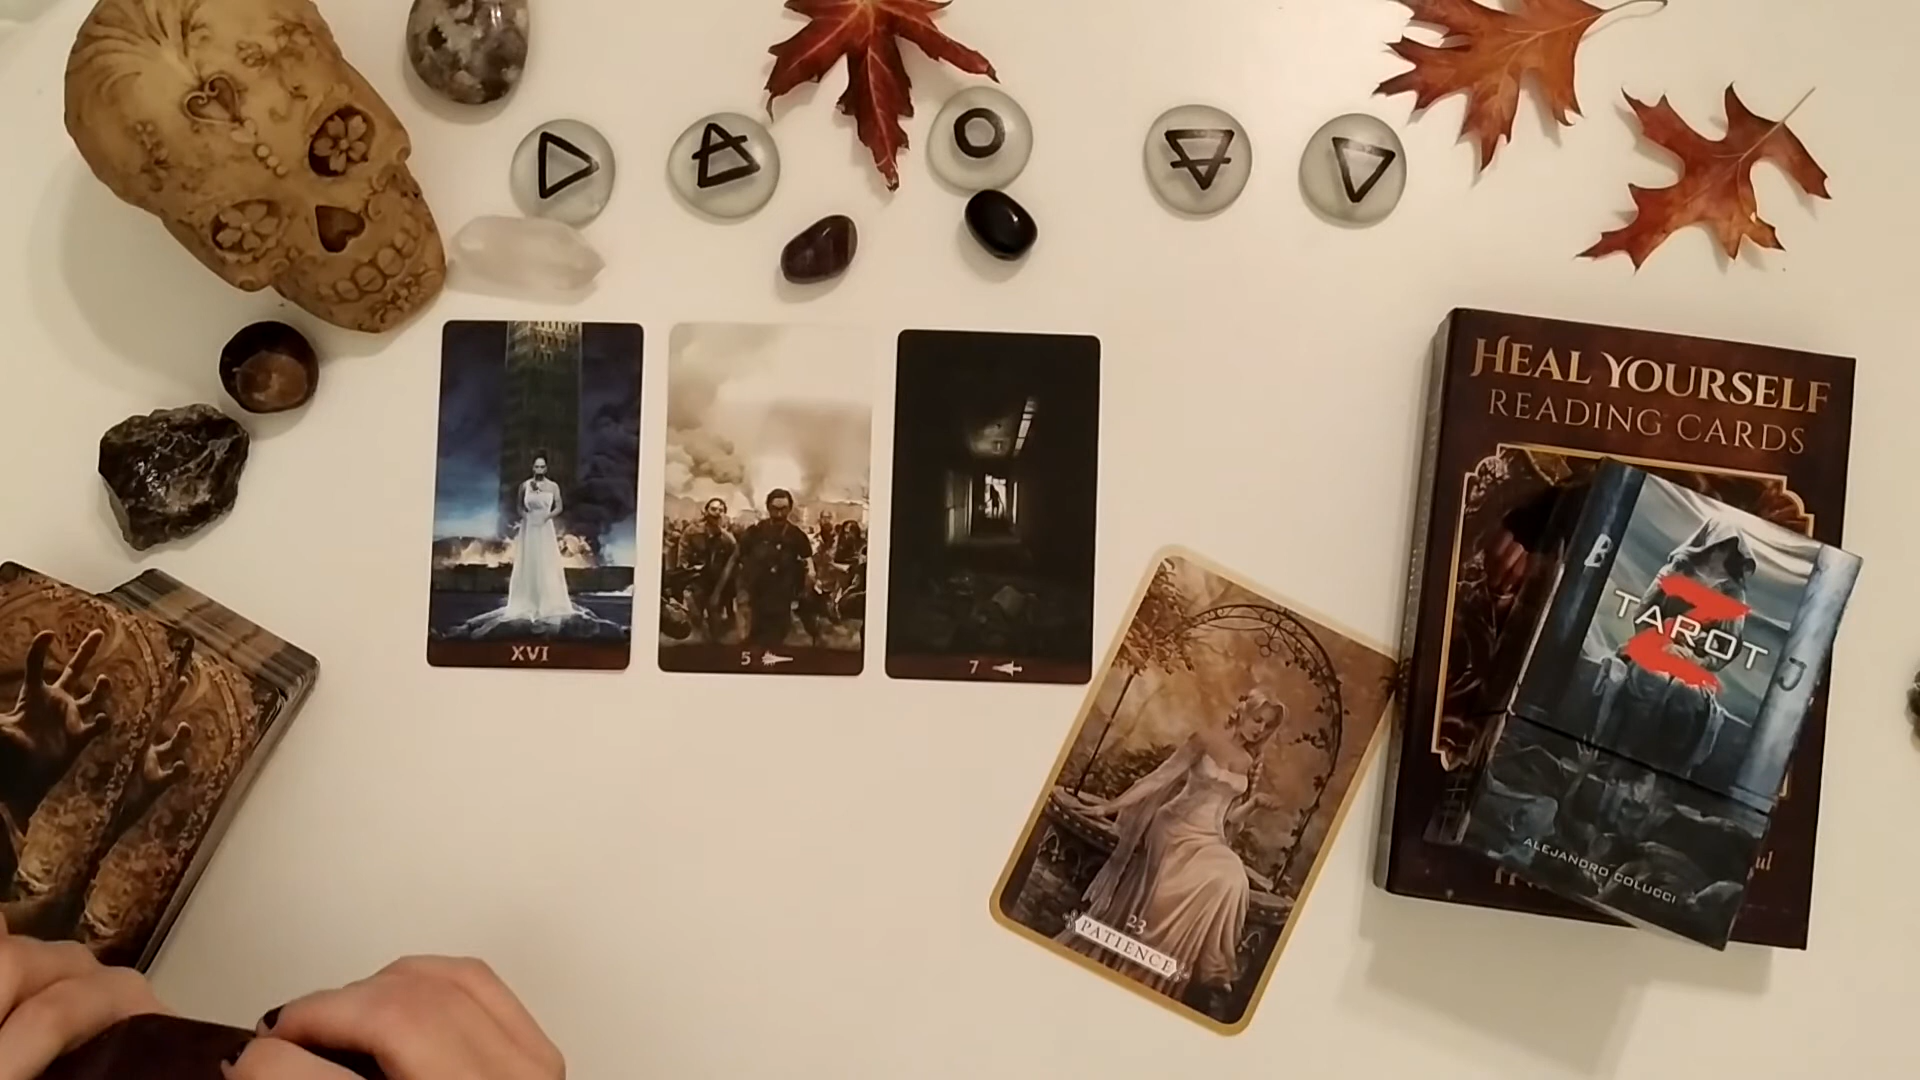 XVI
5
7
23
PATIENCE
HEAL YOURSELF
READING CARDS
TAROT
Z
B
J
ALEJANDRO COLUCCI